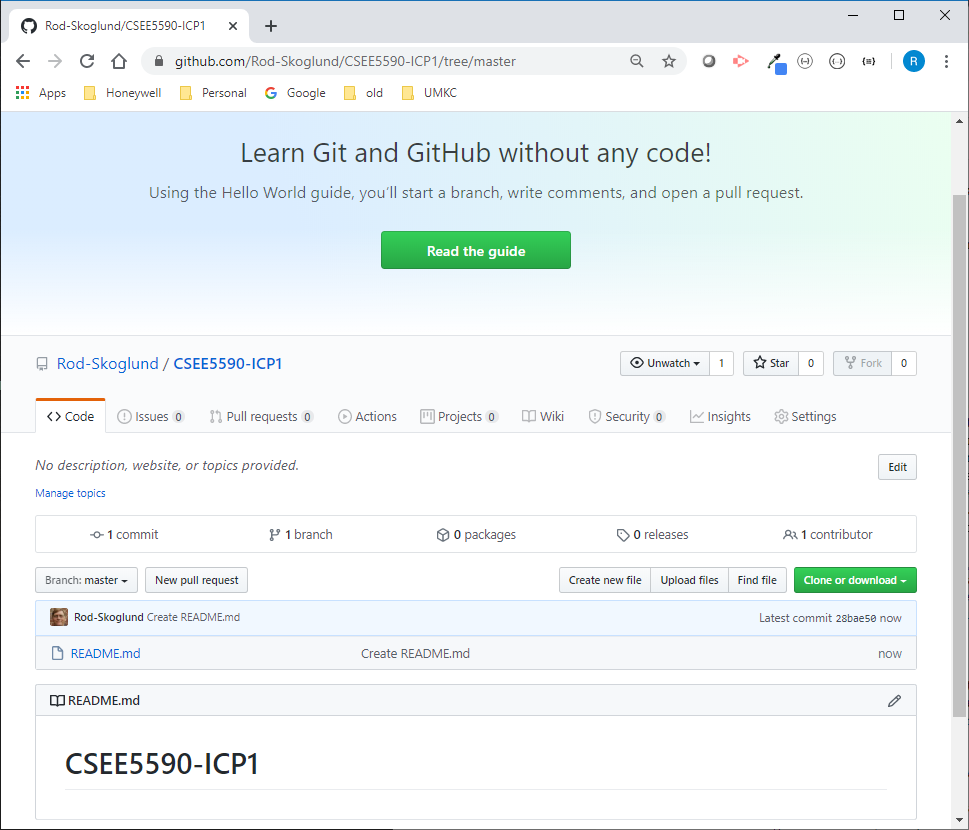 Rod-Skoglund/CSEE5590-ICP1
github.com/Rod-Skoglund/CSEE5590-ICP1/tree/master
R
Apps Honeywell Personal Google old UMKC
Learn Git and GitHub without any code!
Using the Hello World guide, you’ll start a branch, write comments, and open a pull request.
Read the guide
Rod-Skoglund / CSEE5590-ICP1 Unwatch 1 Star 0 Fork 0
Code Issues 0 Pull requests 0 Actions Projects 0 Wiki Security 0 Insights Settings
No description, website, or topics provided. Edit
Manage topics
1 commit 1 branch 0 packages 0 releases 1 contributor
Branch: master New pull request Create new file Upload files Find file Clone or download
Rod-Skoglund Create README.md Latest commit 28bae50 now
README.md Create README.md now
README.md
CSEE5590-ICP1